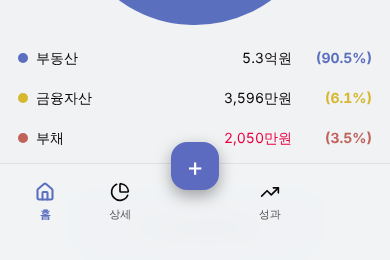 부동산 5.3억원 (90.5%)
금융자산 3,596만원 (6.1%)
부채 2,050만원 (3.5%)
+
홈 상세 성과